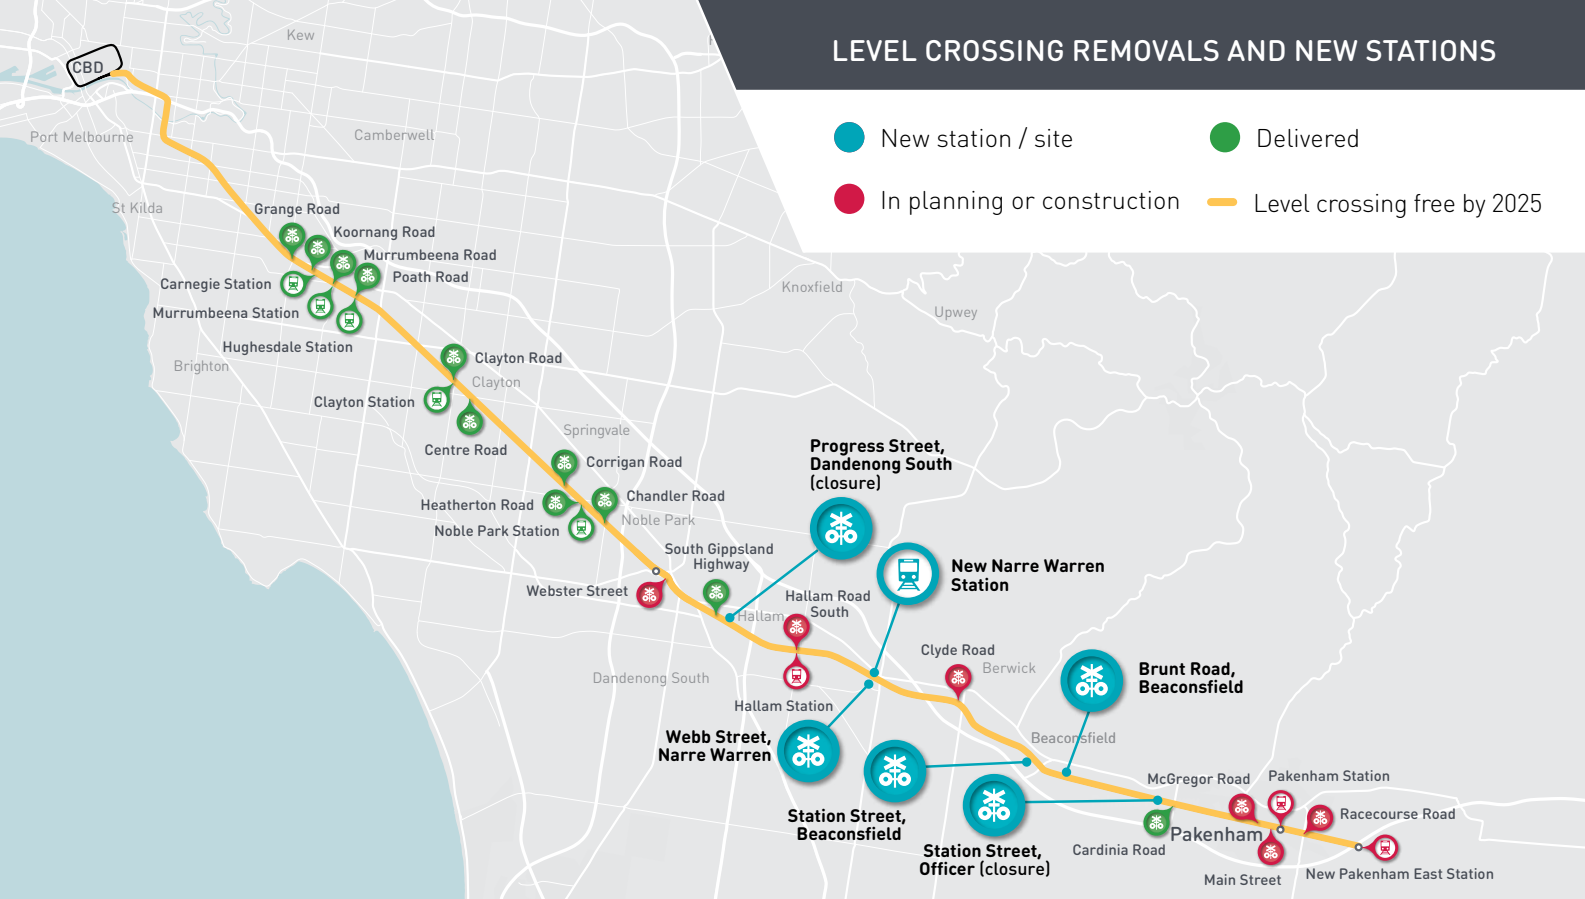 LEVEL CROSSING REMOVALS AND NEW STATIONS
New station / site
Delivered
In planning or construction
Level crossing free by 2025
Kew
CBD
Port Melbourne
Camberwell
St Kilda
Grange Road
Koornang Road
Murrumbeena Road
Poath Road
Carnegie Station
Murrumbeena Station
Hughesdale Station
Knoxfield
Upwey
Brighton
Clayton Road
Clayton
Clayton Station
Centre Road
Springvale
Corrigan Road
Heatherton Road
Chandler Road
Noble Park
Noble Park Station
Progress Street,
Dandenong South
(closure)
South Gippsland
Highway
Webster Street
New Narre Warren
Station
Hallam Road
South
Hallam
Dandenong South
Hallam Station
Clyde Road
Berwick
Brunt Road,
Beaconsfield
Webb Street,
Narre Warren
Beaconsfield
Station Street,
Beaconsfield
Station Street,
Officer (closure)
McGregor Road
Pakenham Station
Racecourse Road
Pakenham
Cardinia Road
Main Street
New Pakenham East Station